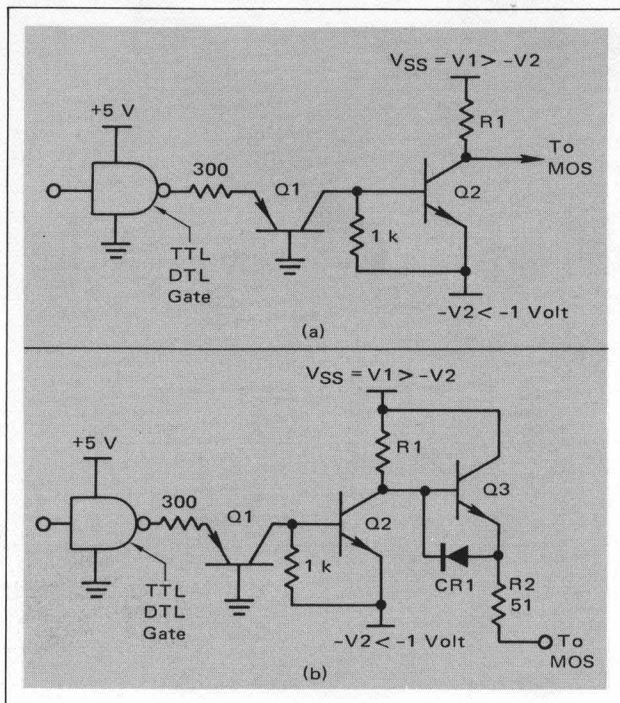 V_SS = V1 > -V2
R1
To
MOS
+5 V
300
Q1
Q2
1 k
TTL
DTL
Gate
-V2 < -1 Volt
(a)
V_SS = V1 > -V2
R1
+5 V
300
Q1
Q2
Q3
1 k
CR1
R2
51
TTL
DTL
Gate
-V2 < -1 Volt
To
MOS
(b)